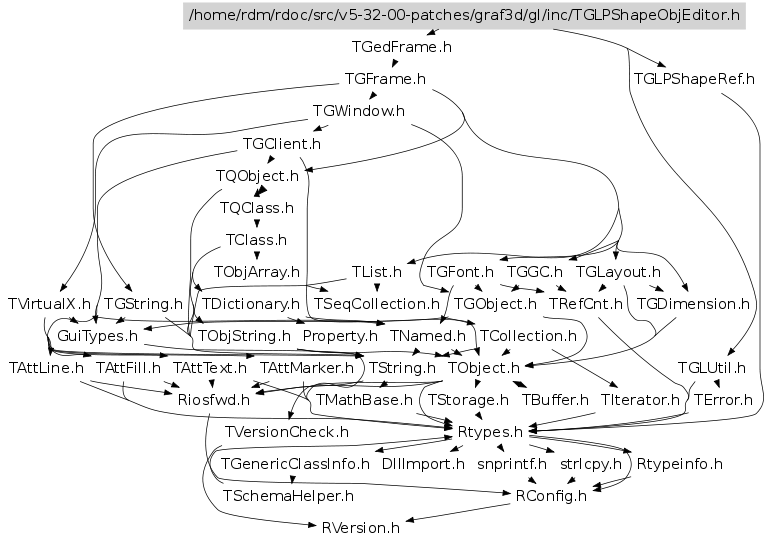 /home/rdm/rdoc/src/v5-32-00-patches/graf3d/gl/inc/TGLPShapeObjEditor.h
TGedFrame.h
TGFrame.h TGLPShapeRef.h
TGWindow.h
TGClient.h
TQObject.h
TQClass.h
TClass.h
TObjArray.h TList.h TGFont.h TGGC.h TGLayout.h
TVirtualX.h TGString.h TDictionary.h TSeqCollection.h TGObject.h TRefCnt.h TGDimension.h
GuiTypes.h TObjString.h Property.h TNamed.h TCollection.h
TAttLine.h TAttFill.h TAttText.h TAttMarker.h TString.h TObject.h TGLUtil.h
Riosfwd.h TMathBase.h TStorage.h TBuffer.h TIterator.h TError.h
TVersionCheck.h Rtypes.h
TGenericClassInfo.h DllImport.h snprintf.h strlcpy.h Rtypeinfo.h
TSchemaHelper.h RConfig.h
RVersion.h